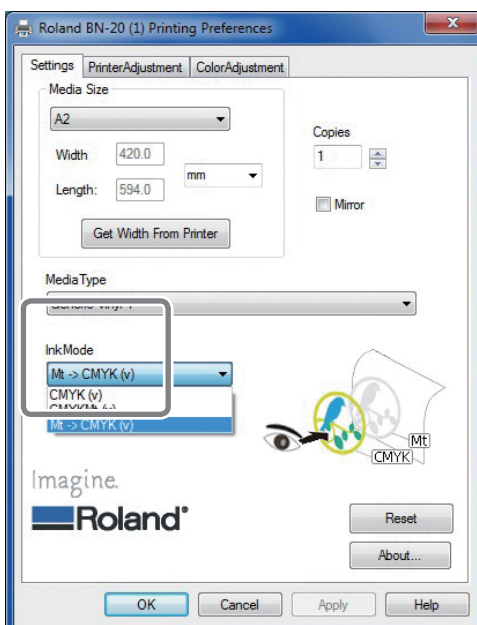 Roland BN-20 (1) Printing Preferences
Settings PrinterAdjustment ColorAdjustment
Media Size
A2
Width 420.0
Length: 594.0
mm
Get Width From Printer
Copies
1
Mirror
MediaType
InkMode
Mt -> CMYK (v)
CMYK (v)
CMYKMt (v)
Mt -> CMYK (v)
Mt
CMYK
Imagine.
Roland
Reset
About...
OK Cancel Apply Help